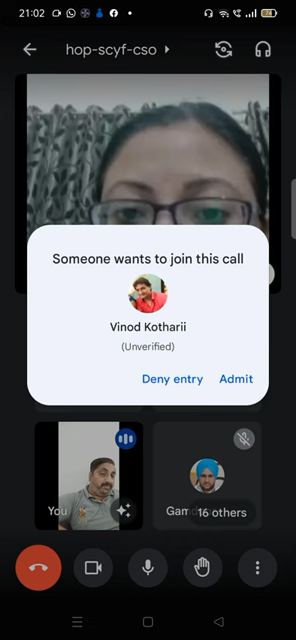 21:02
hop-scyf-cso
Someone wants to join this call
Vinod Kotharii
(Unverified)
Deny entry Admit
You
16 others